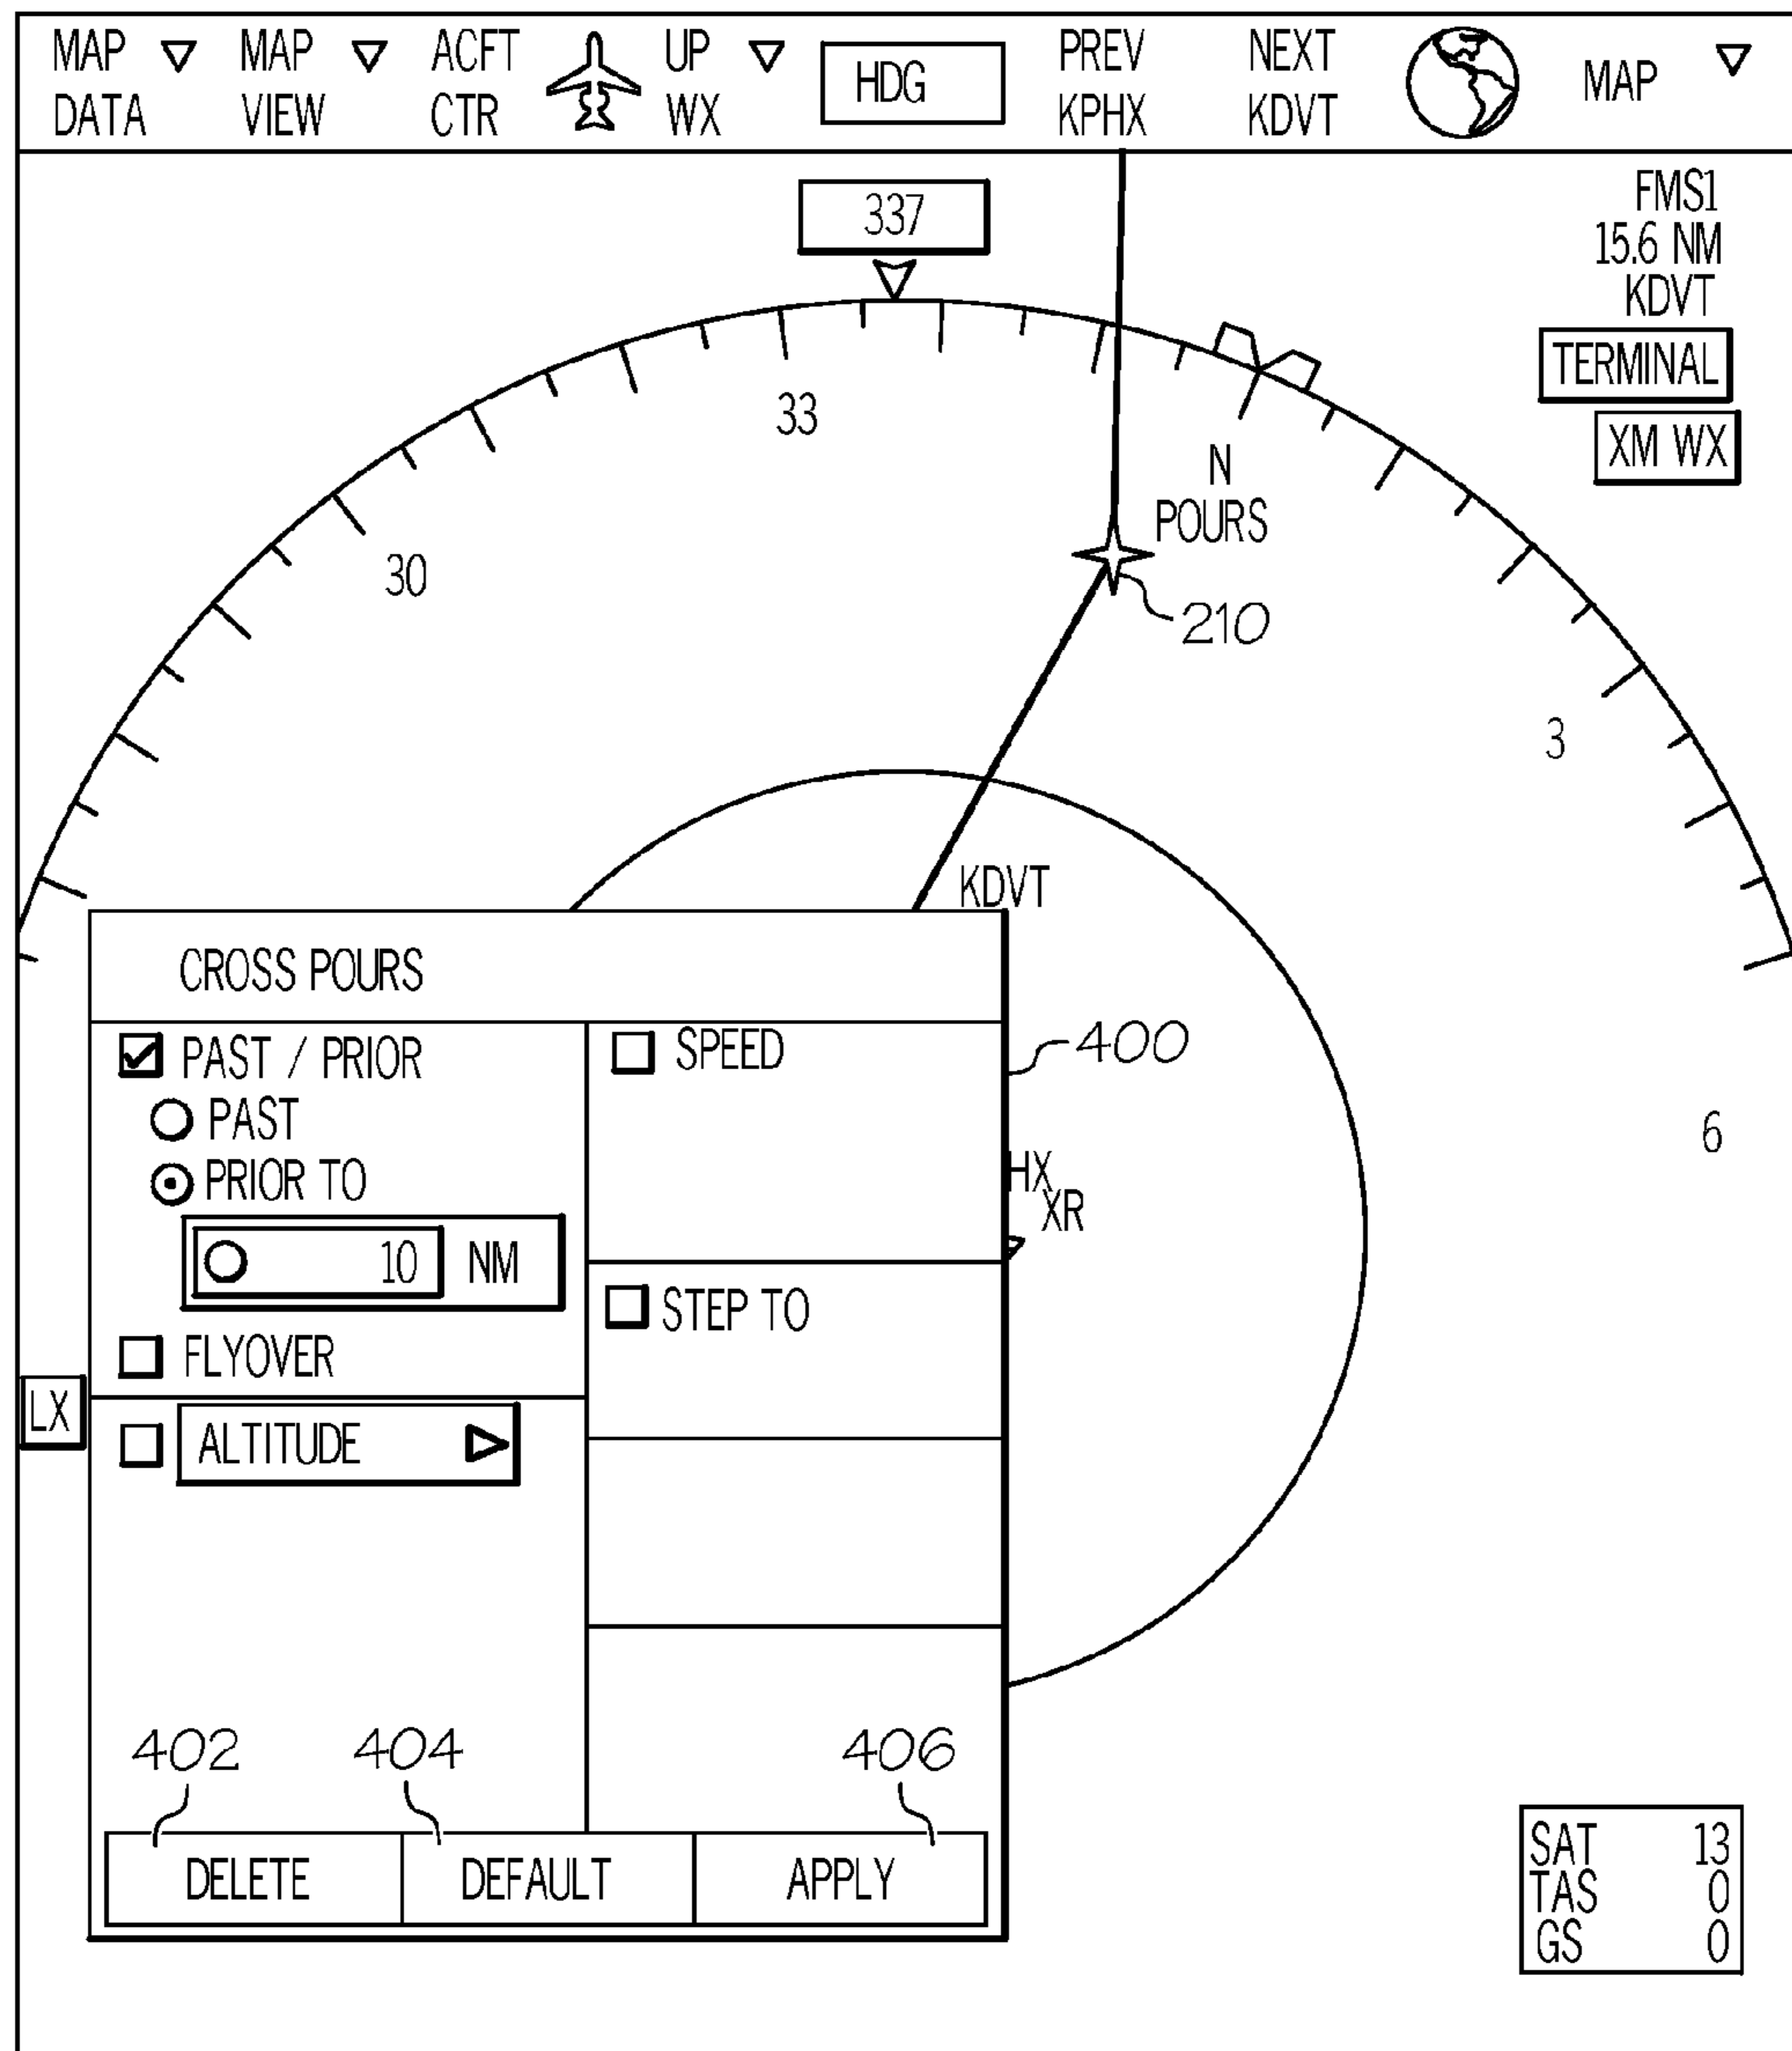 MAP DATA
MAP VIEW
ACFT CTR
UP WX
HDG
PREV KPHX
NEXT KDVT
MAP
337
FMS1
15.6 NM
KDVT
TERMINAL
XM WX
33
N
POURS
30
210
3
KDVT
CROSS POURS
PAST / PRIOR
SPEED
400
PAST
6
PRIOR TO
HX
XR
10 NM
STEP TO
FLYOVER
LX
ALTITUDE
402
404
406
DELETE
DEFAULT
APPLY
SAT 13
TAS 0
GS 0